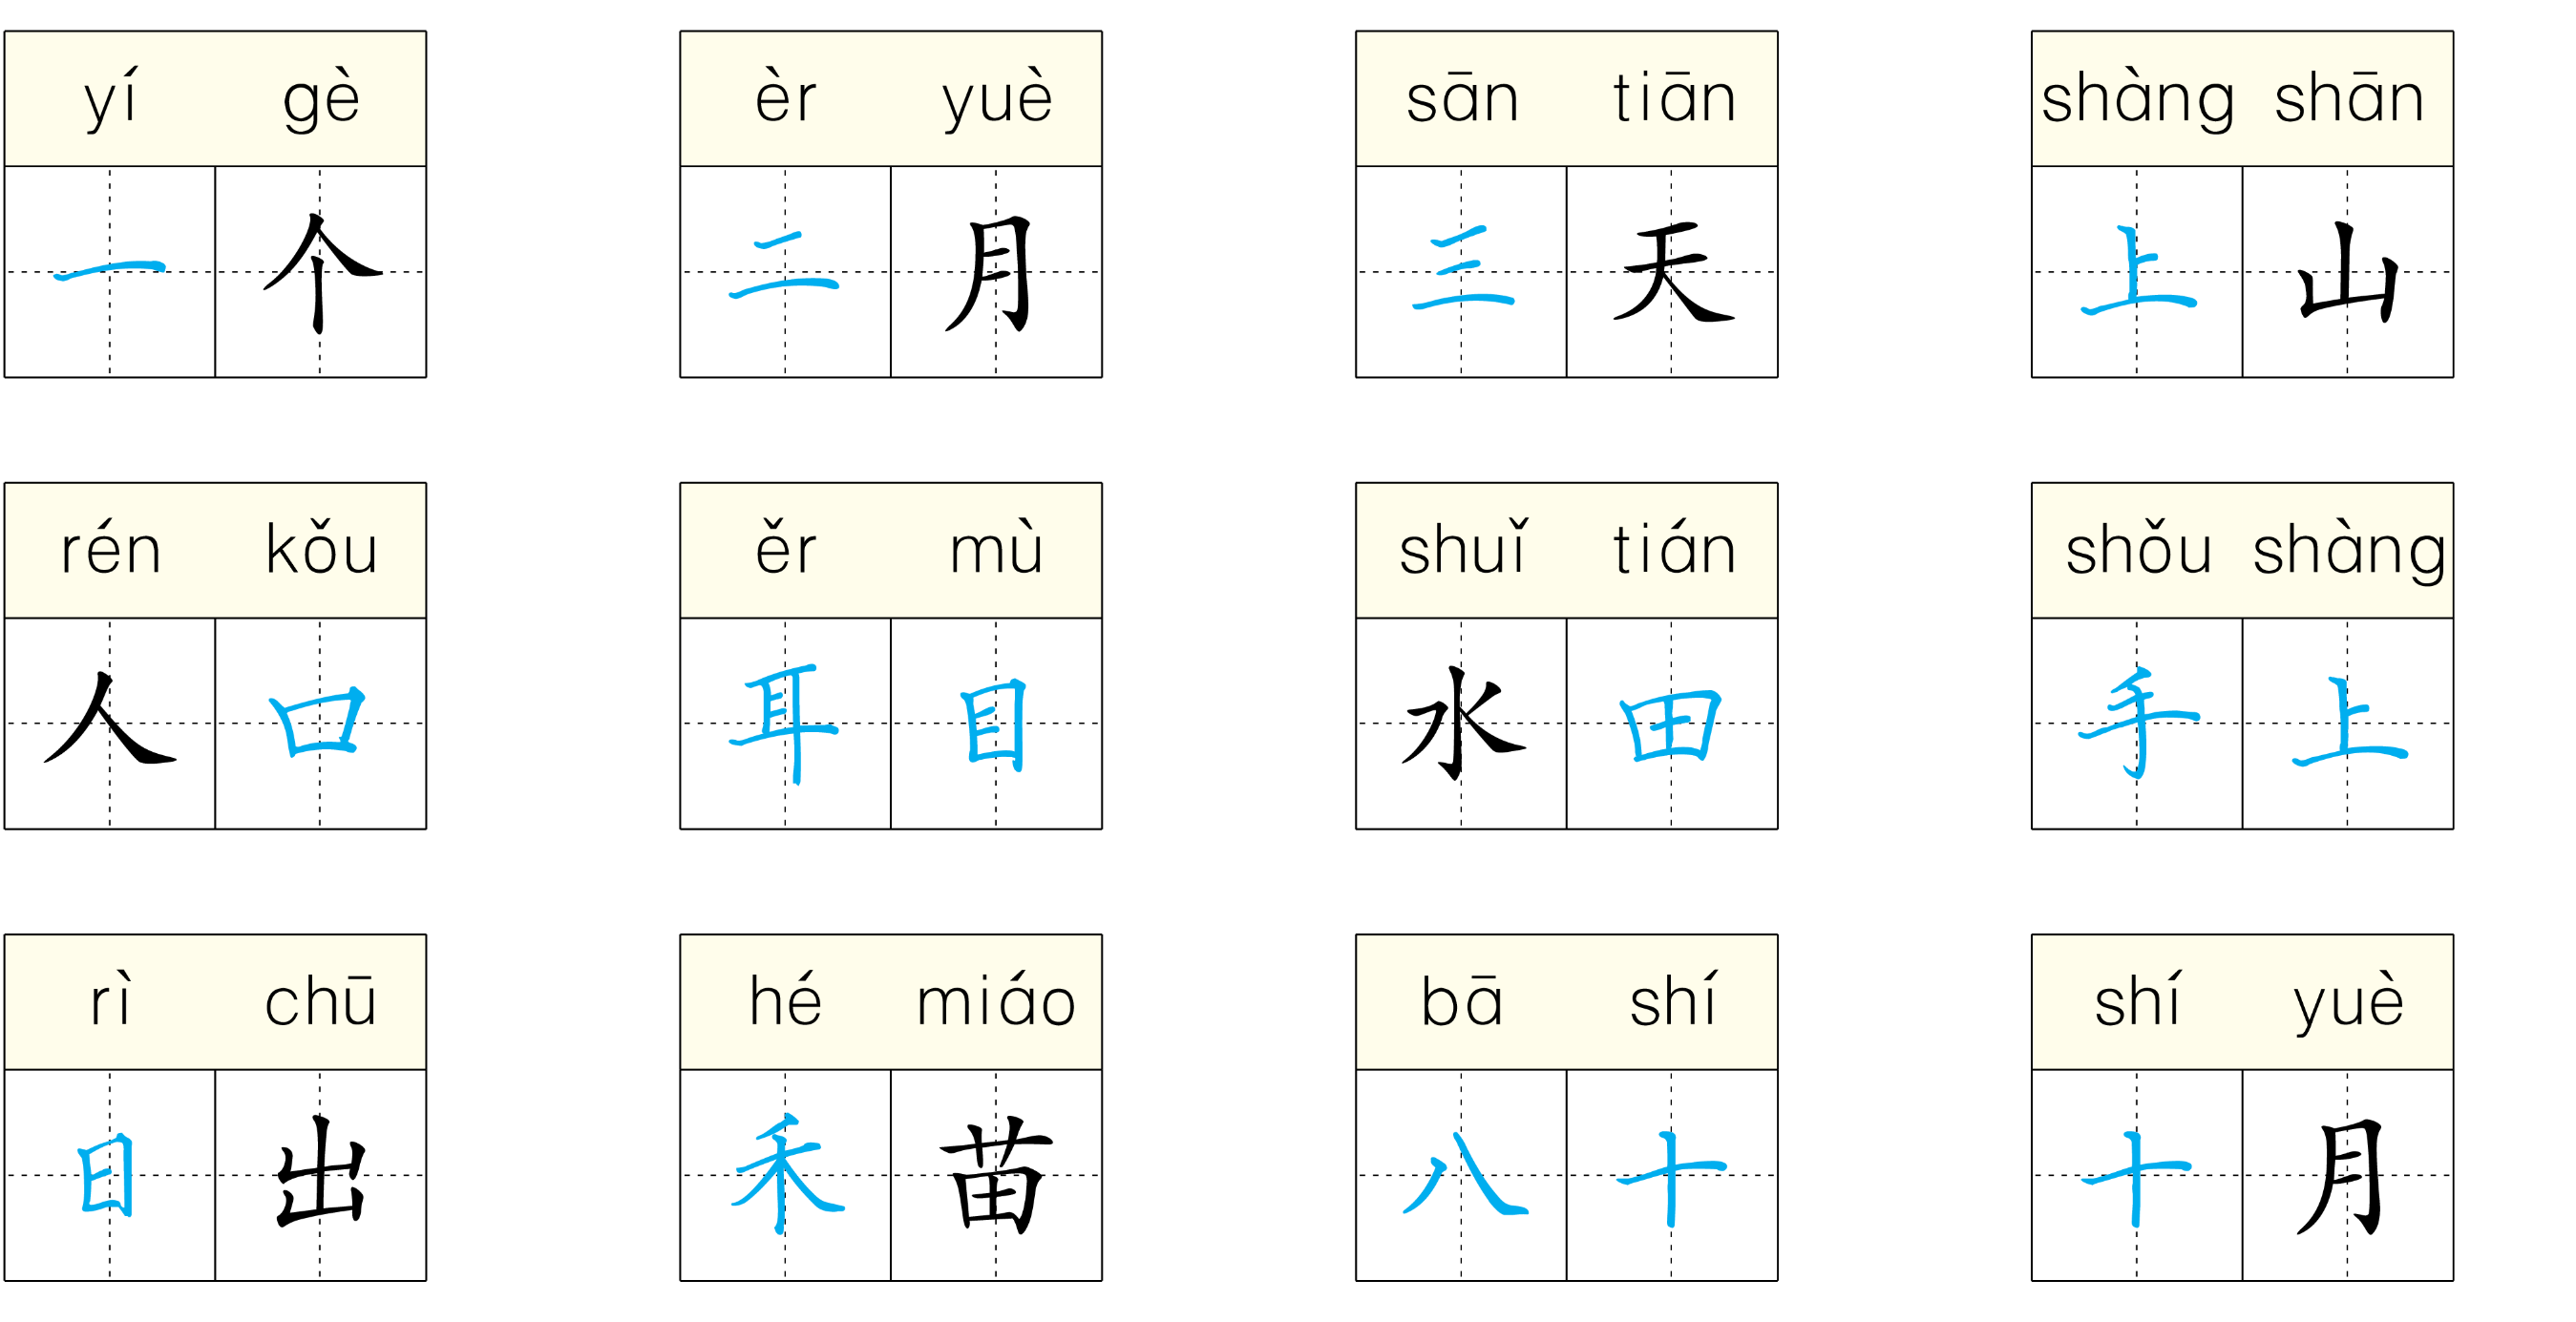 yí gè èr yuè sān tiān shàng shān
一个 二月 三天 上山
rén kǒu ěr mù shuǐ tián shǒu shàng
人口 耳目 水田 手上
rì chū hé miáo bā shí shí yuè
日出 禾苗 八十 十月